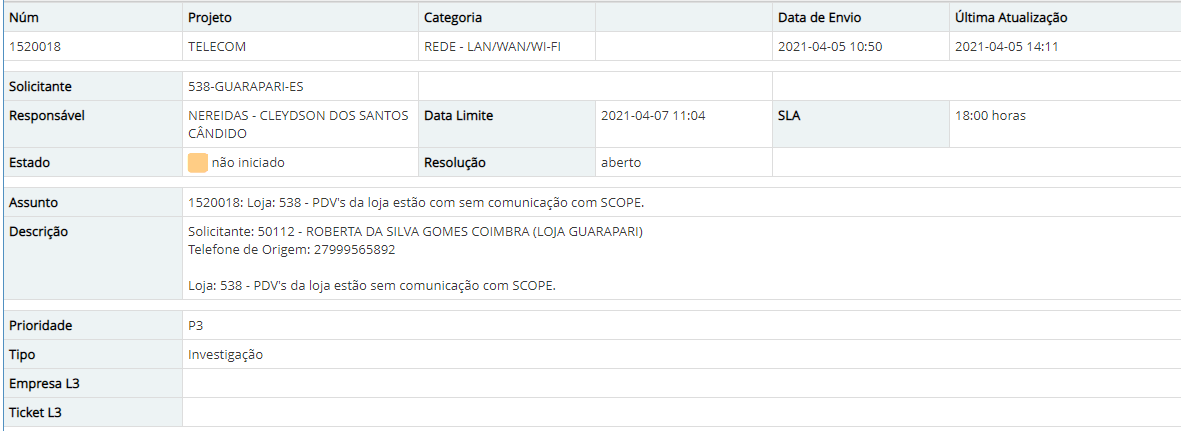 Núm Projeto Categoria Data de Envio Última Atualização
1520018 TELECOM REDE - LAN/WAN/WI-FI 2021-04-05 10:50 2021-04-05 14:11
Solicitante 538-GUARAPARI-ES
Responsável NEREIDAS - CLEYDSON DOS SANTOS CÂNDIDO Data Limite 2021-04-07 11:04 SLA 18:00 horas
Estado não iniciado Resolução aberto
Assunto 1520018: Loja: 538 - PDV's da loja estão com sem comunicação com SCOPE.
Descrição Solicitante: 50112 - ROBERTA DA SILVA GOMES COIMBRA (LOJA GUARAPARI)
Telefone de Origem: 27999565892
Loja: 538 - PDV's da loja estão sem comunicação com SCOPE.
Prioridade P3
Tipo Investigação
Empresa L3
Ticket L3